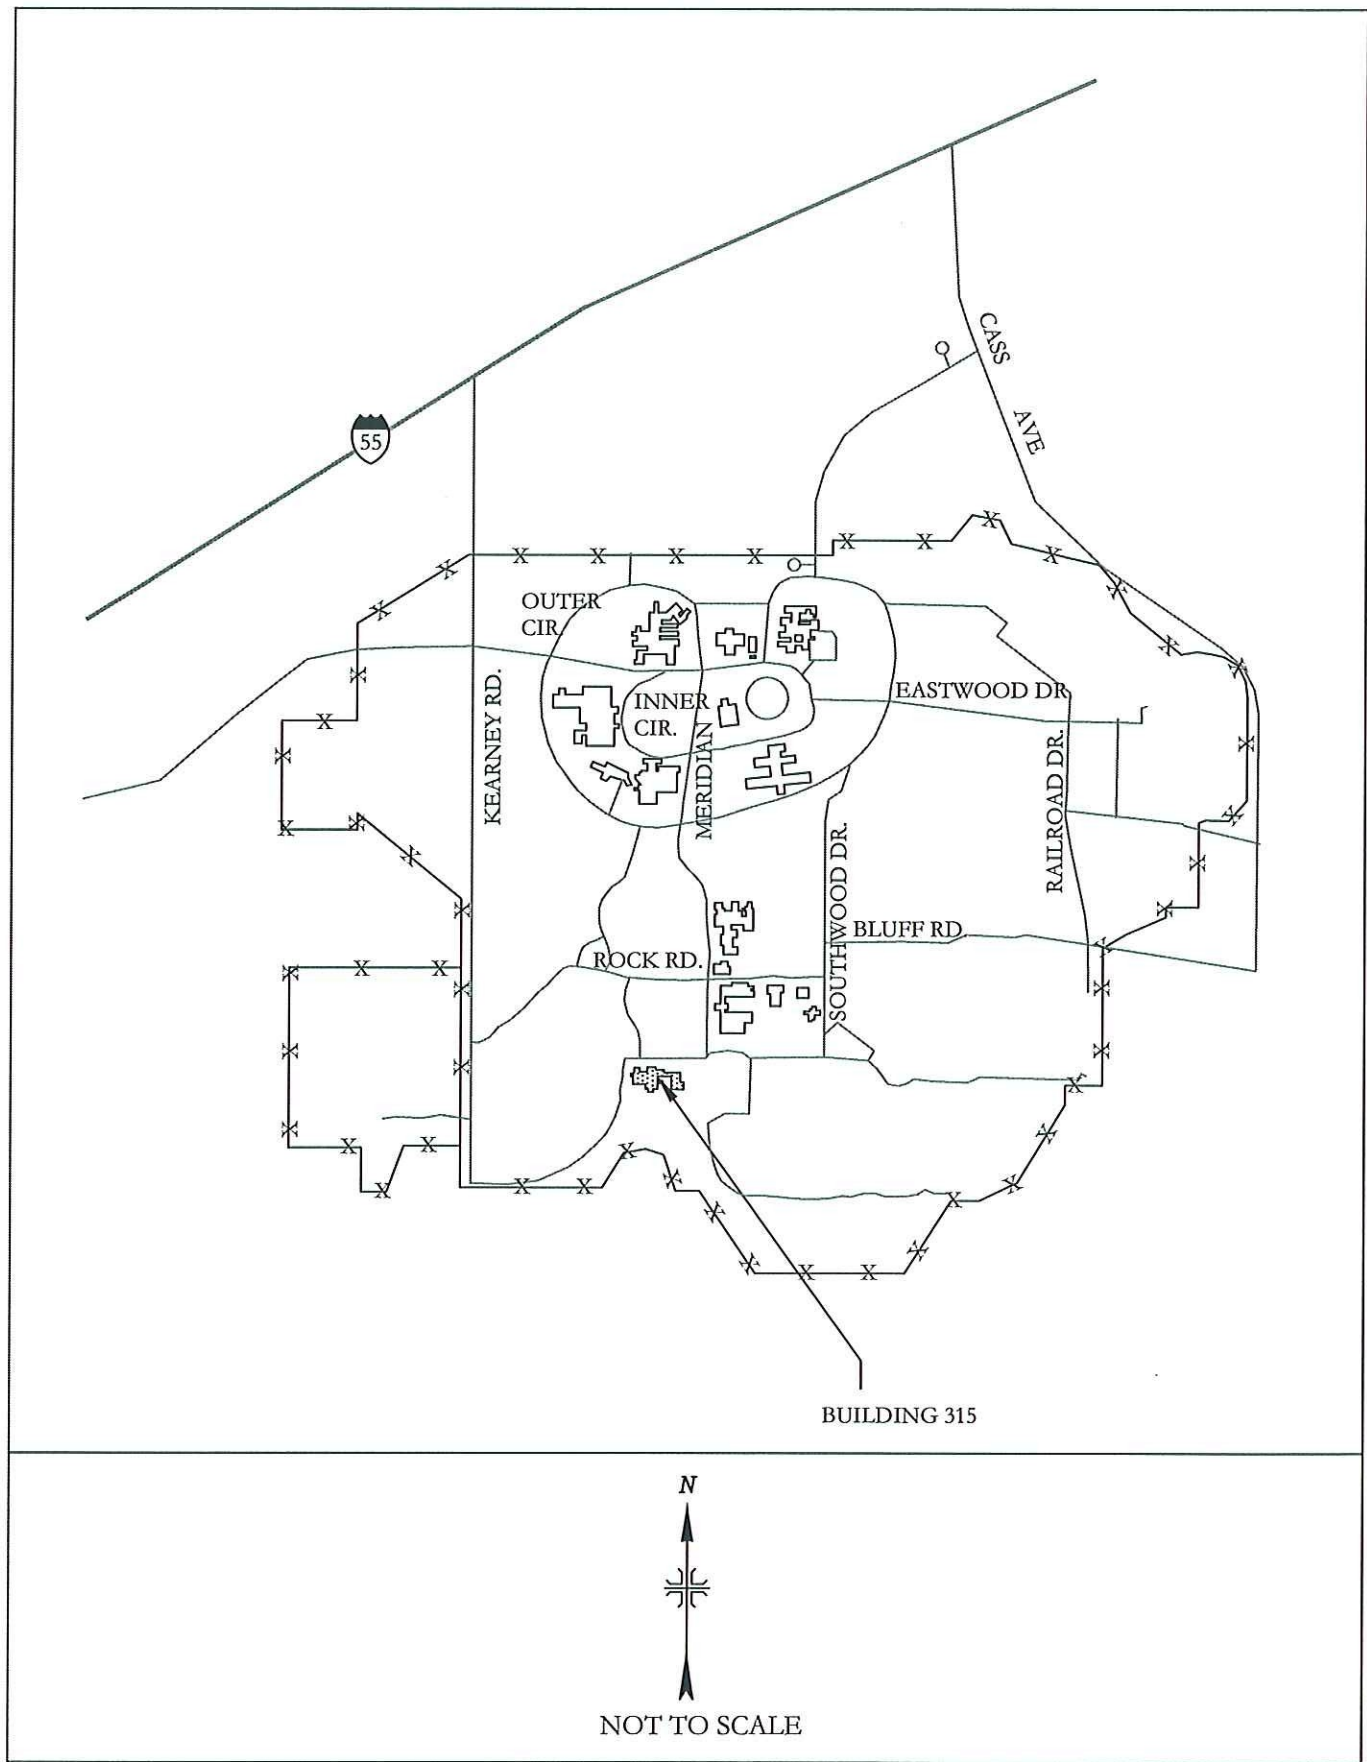 CASS
AVE
55
OUTER
CIR.
KEARNEY RD.
INNER
CIR.
MERIDIAN
EASTWOOD DR.
RAILROAD DR.
SOUTHWOOD DR.
BLUFF RD.
ROCK RD.
BUILDING 315
N
NOT TO SCALE